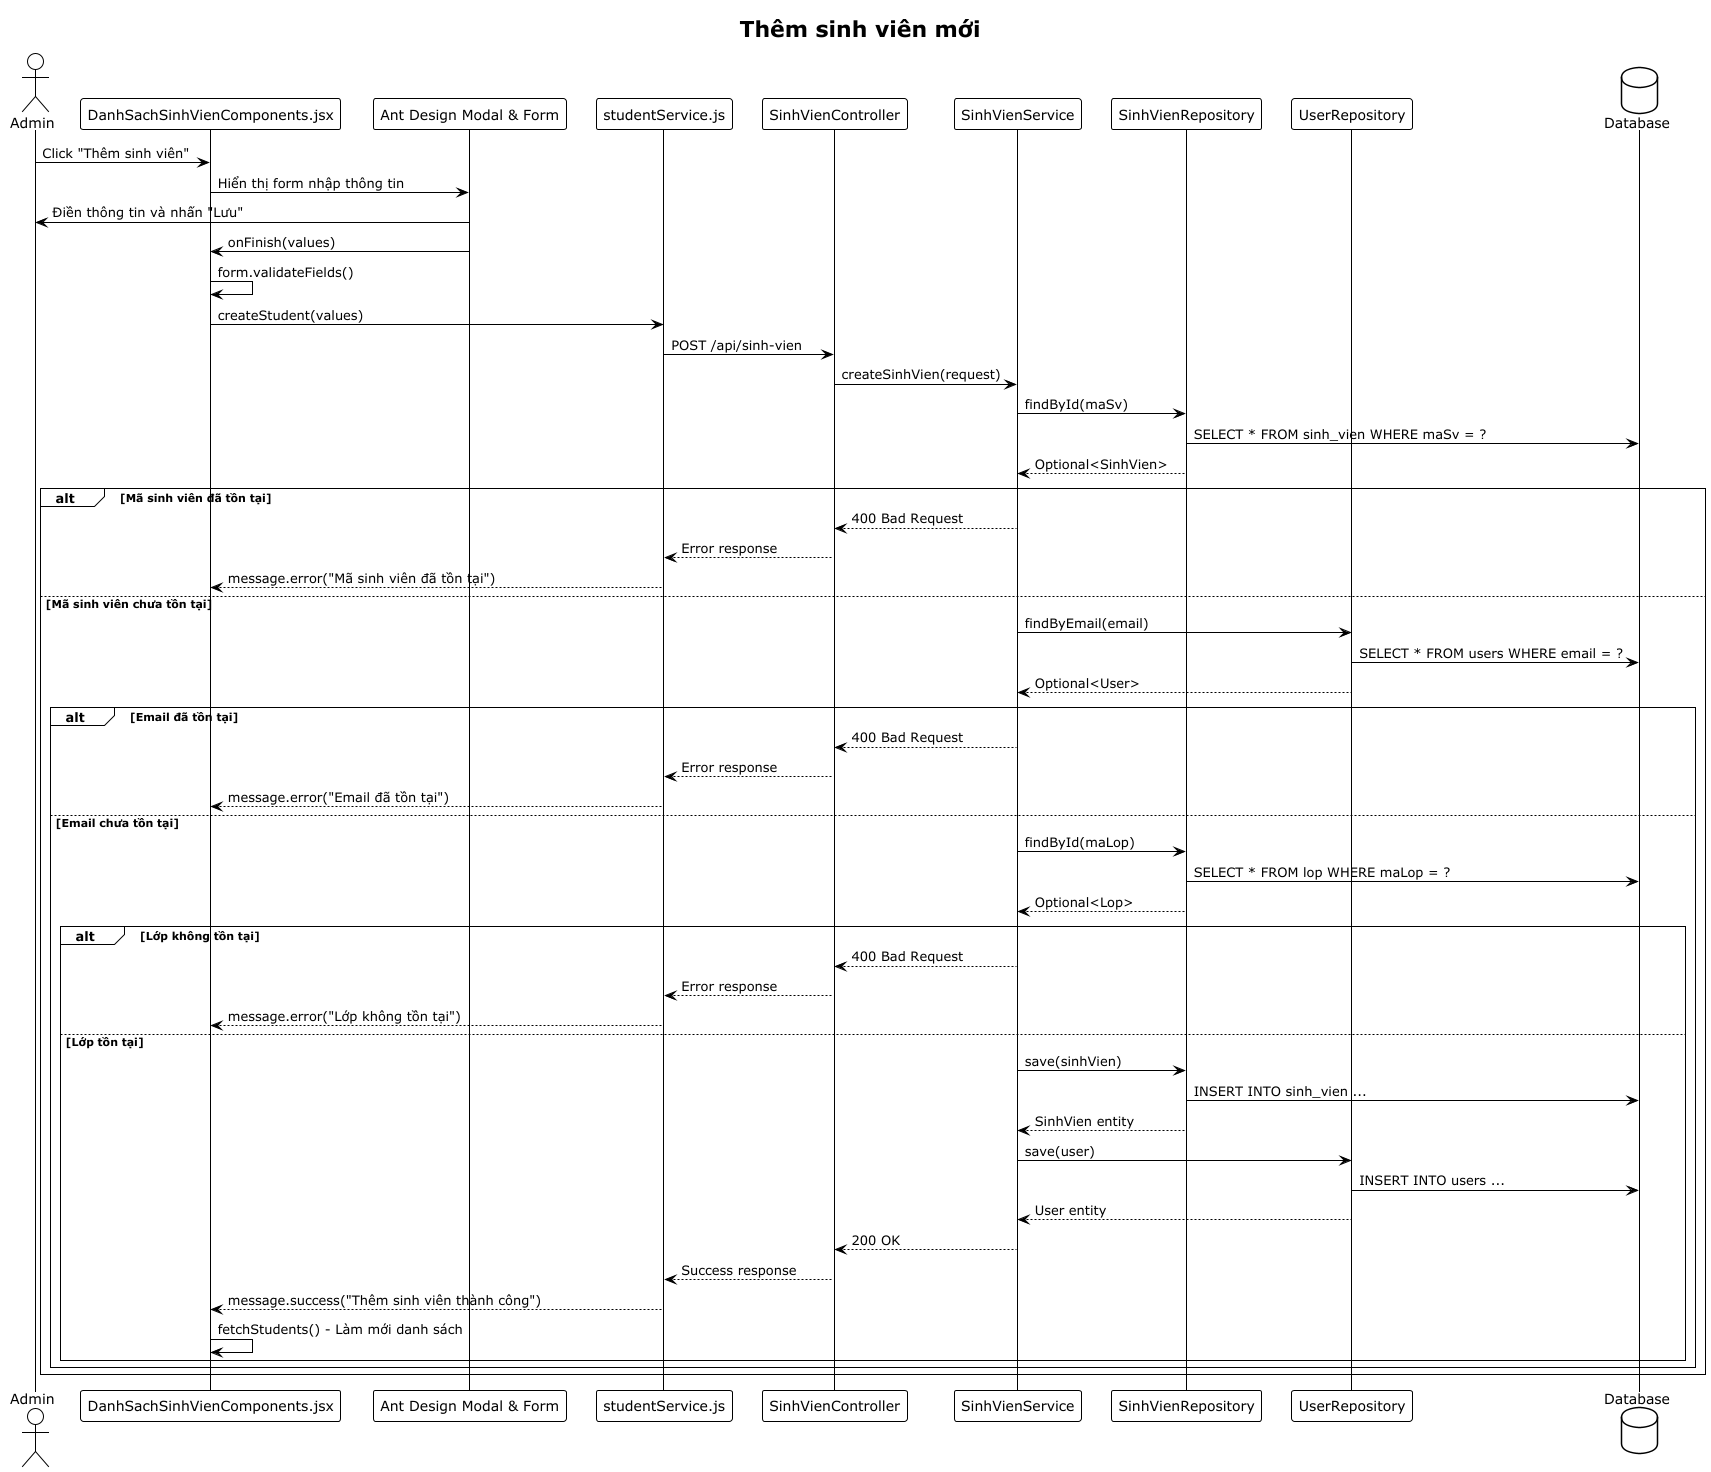 Thêm sinh viên mới
Admin
DanhSachSinhVienComponents.jsx
Ant Design Modal & Form
studentService.js
SinhVienController
SinhVienService
SinhVienRepository
UserRepository
Database
Click "Thêm sinh viên"
Hiển thị form nhập thông tin
Điền thông tin và nhấn "Lưu"
onFinish(values)
form.validateFields()
createStudent(values)
POST /api/sinh-vien
createSinhVien(request)
findById(maSv)
SELECT * FROM sinh_vien WHERE maSv = ?
Optional<SinhVien>
alt [Mã sinh viên đã tồn tại]
400 Bad Request
Error response
message.error("Mã sinh viên đã tồn tại")
[Mã sinh viên chưa tồn tại]
findByEmail(email)
SELECT * FROM users WHERE email = ?
Optional<User>
alt [Email đã tồn tại]
400 Bad Request
Error response
message.error("Email đã tồn tại")
[Email chưa tồn tại]
findById(maLop)
SELECT * FROM lop WHERE maLop = ?
Optional<Lop>
alt [Lớp không tồn tại]
400 Bad Request
Error response
message.error("Lớp không tồn tại")
[Lớp tồn tại]
save(sinhVien)
INSERT INTO sinh_vien ...
SinhVien entity
save(user)
INSERT INTO users ...
User entity
200 OK
Success response
message.success("Thêm sinh viên thành công")
fetchStudents() - Làm mới danh sách
Admin
DanhSachSinhVienComponents.jsx
Ant Design Modal & Form
studentService.js
SinhVienController
SinhVienService
SinhVienRepository
UserRepository
Database